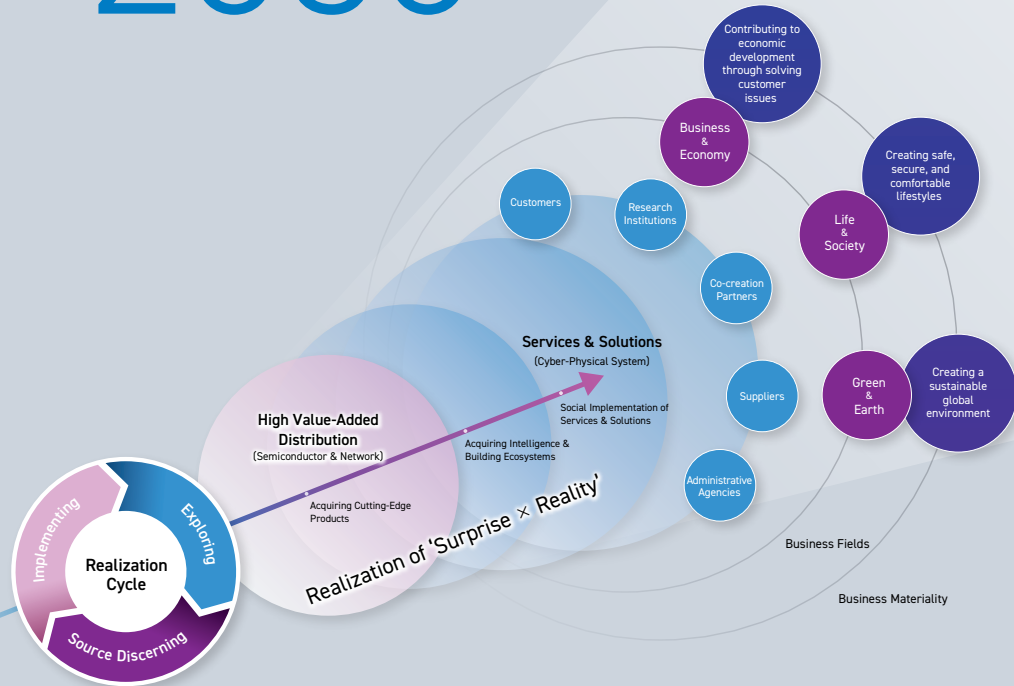 Contributing to
economic
development
through solving
customer
issues
Business
&
Economy
Creating safe,
secure, and
comfortable
lifestyles
Customers
Research
Institutions
Life
&
Society
Co-creation
Partners
Services & Solutions
(Cyber-Physical System)
Creating a
sustainable
global
environment
Green
&
Earth
Suppliers
Social Implementation of
Services & Solutions
High Value-Added
Distribution
(Semiconductor & Network)
Acquiring Intelligence &
Building Ecosystems
Administrative
Agencies
Acquiring Cutting-Edge
Products
Realization of ‘Surprise × Reality’
Implementing
Exploring
Realization
Cycle
Source Discerning
Business Fields
Business Materiality